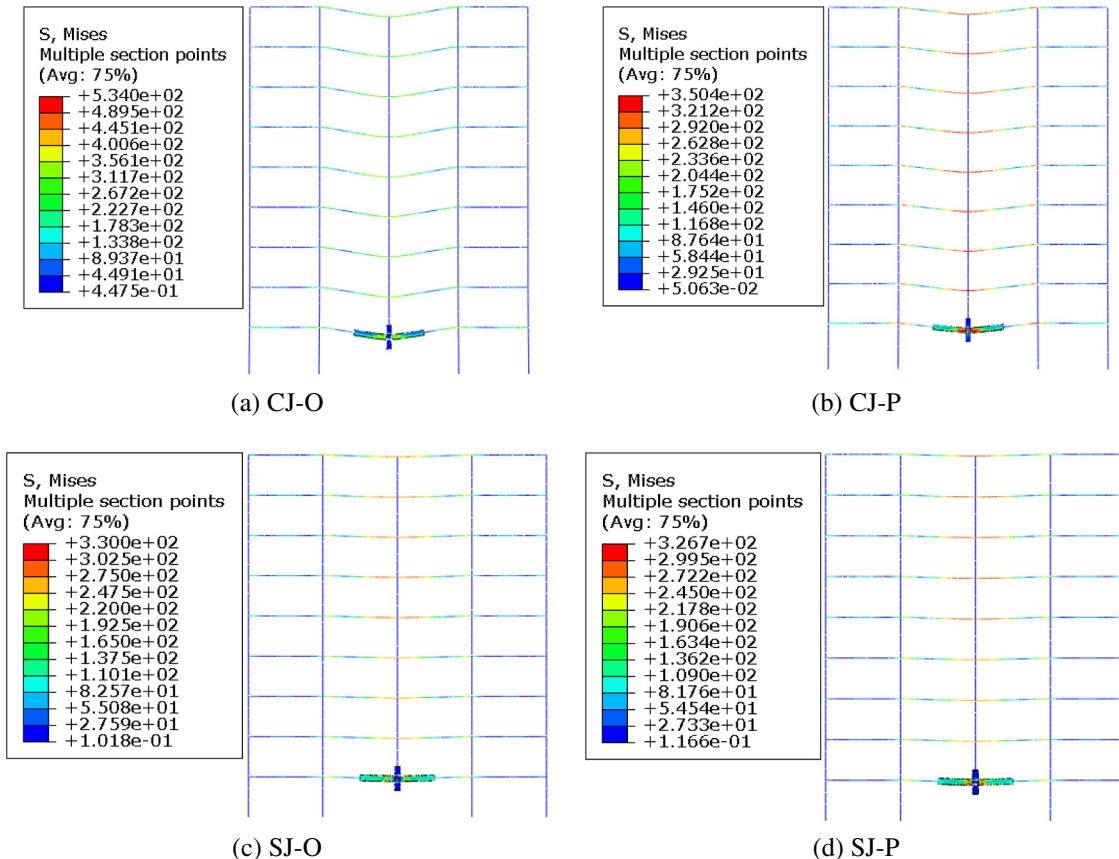 S, Mises
Multiple section points
(Avg: 75%)
+5.340e+02
+4.895e+02
+4.451e+02
+4.006e+02
+3.561e+02
+3.117e+02
+2.672e+02
+2.227e+02
+1.783e+02
+1.338e+02
+8.937e+01
+4.491e+01
+4.475e-01
(a) CJ-O
S, Mises
Multiple section points
(Avg: 75%)
+3.504e+02
+3.212e+02
+2.920e+02
+2.628e+02
+2.336e+02
+2.044e+02
+1.752e+02
+1.460e+02
+1.168e+02
+8.764e+01
+5.844e+01
+2.925e+01
+5.063e-02
(b) CJ-P
S, Mises
Multiple section points
(Avg: 75%)
+3.300e+02
+3.025e+02
+2.750e+02
+2.475e+02
+2.200e+02
+1.925e+02
+1.650e+02
+1.375e+02
+1.101e+02
+8.257e+01
+5.508e+01
+2.759e+01
+1.018e-01
(c) SJ-O
S, Mises
Multiple section points
(Avg: 75%)
+3.267e+02
+2.995e+02
+2.722e+02
+2.450e+02
+2.178e+02
+1.906e+02
+1.634e+02
+1.362e+02
+1.090e+02
+8.176e+01
+5.454e+01
+2.733e+01
+1.166e-01
(d) SJ-P